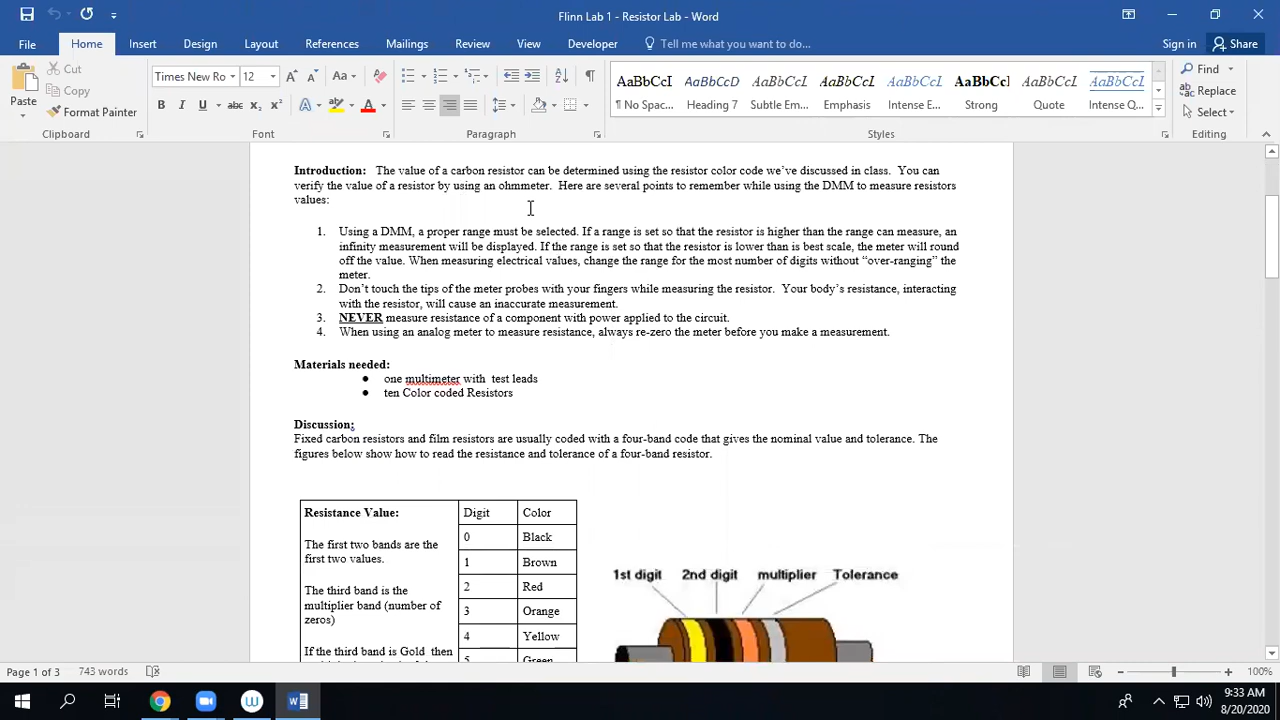 Flinn Lab 1 - Resistor Lab - Word
File Home Insert Design Layout References Mailings Review View Developer Tell me what you want to do... Sign in Share
Paste Cut Copy Format Painter
Times New Ro 12 Aa
AaBbCcI AaBbCcD AaBbCcI AaBbCcI AaBbCcI AaBbCcI AaBbCcI AaBbCcI
¶ No Spac... Heading 7 Subtle Em... Emphasis Intense E... Strong Quote Intense Q...
Find Replace Select
Clipboard Font Paragraph Styles Editing
Introduction: The value of a carbon resistor can be determined using the resistor color code we've discussed in class. You can
verify the value of a resistor by using an ohmmeter. Here are several points to remember while using the DMM to measure resistors
values:
1. Using a DMM, a proper range must be selected. If a range is set so that the resistor is higher than the range can measure, an
infinity measurement will be displayed. If the range is set so that the resistor is lower than is best scale, the meter will round
off the value. When measuring electrical values, change the range for the most number of digits without “over-ranging” the
meter.
2. Don't touch the tips of the meter probes with your fingers while measuring the resistor. Your body's resistance, interacting
with the resistor, will cause an inaccurate measurement.
3. NEVER measure resistance of a component with power applied to the circuit.
4. When using an analog meter to measure resistance, always re-zero the meter before you make a measurement.
Materials needed:
● one multimeter with test leads
● ten Color coded Resistors
Discussion:
Fixed carbon resistors and film resistors are usually coded with a four-band code that gives the nominal value and tolerance. The
figures below show how to read the resistance and tolerance of a four-band resistor.
Resistance Value:
The first two bands are the
first two values.
The third band is the
multiplier band (number of
zeros)
If the third band is Gold then
Digit Color
0 Black
1 Brown
2 Red
3 Orange
4 Yellow
5 Green
1st digit 2nd digit multiplier Tolerance
Page 1 of 3 743 words 100%
9:33 AM
8/20/2020